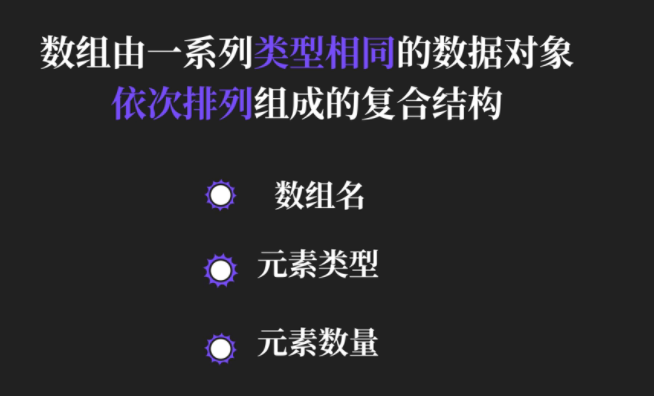 数组由一系列类型相同的数据对象
依次排列组成的复合结构
数组名
元素类型
元素数量